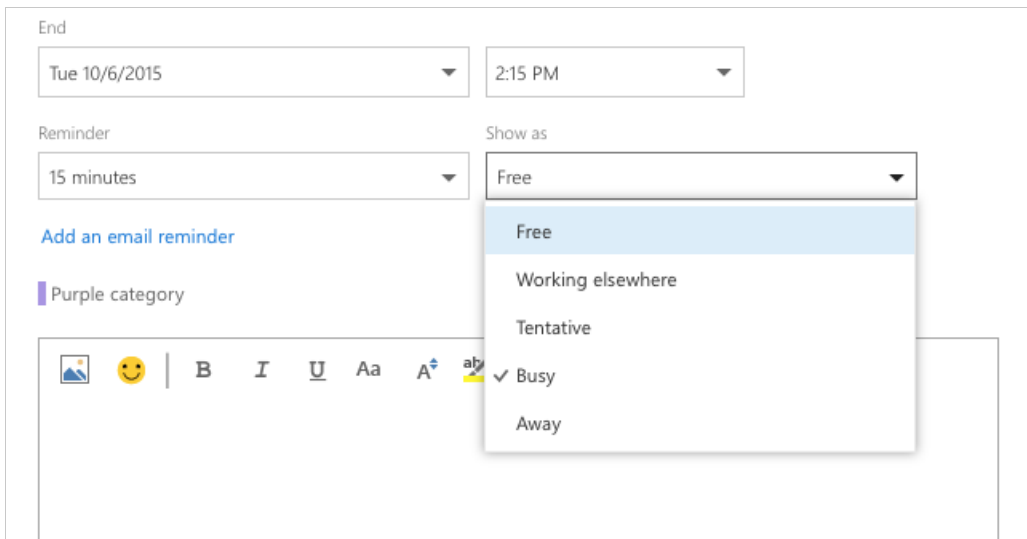 End
Tue 10/6/2015 2:15 PM
Reminder Show as
15 minutes Free
Add an email reminder
Purple category
Free
Working elsewhere
Tentative
Busy
Away
B I U Aa A ab